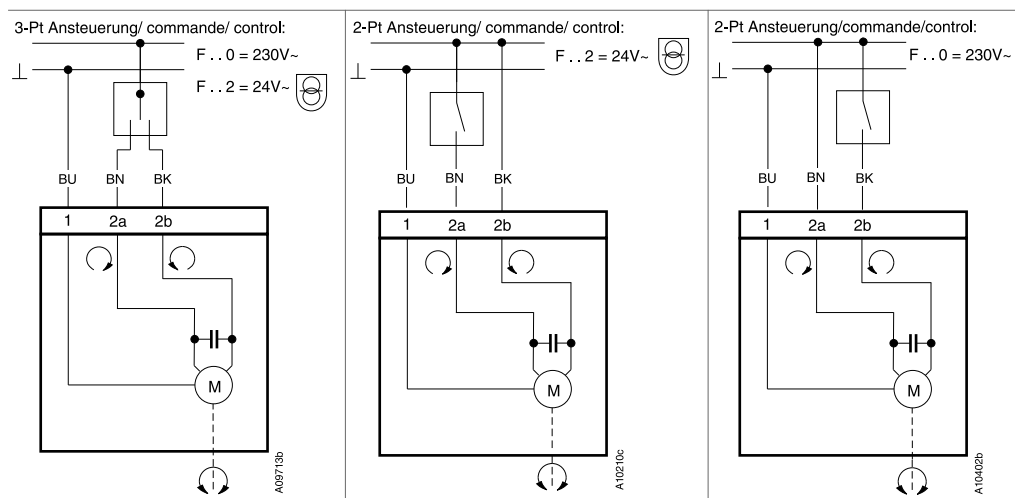 3-Pt Ansteuerung/ commande/ control:
F . . 0 = 230V~
⊥
F . . 2 = 24V~
BU BN BK
1 2a 2b
M
A09713b
2-Pt Ansteuerung/ commande/ control:
F . . 2 = 24V~
⊥
BU BN BK
1 2a 2b
M
A10210c
2-Pt Ansteuerung/commande/control:
F . . 0 = 230V~
⊥
BU BN BK
1 2a 2b
M
A10402b